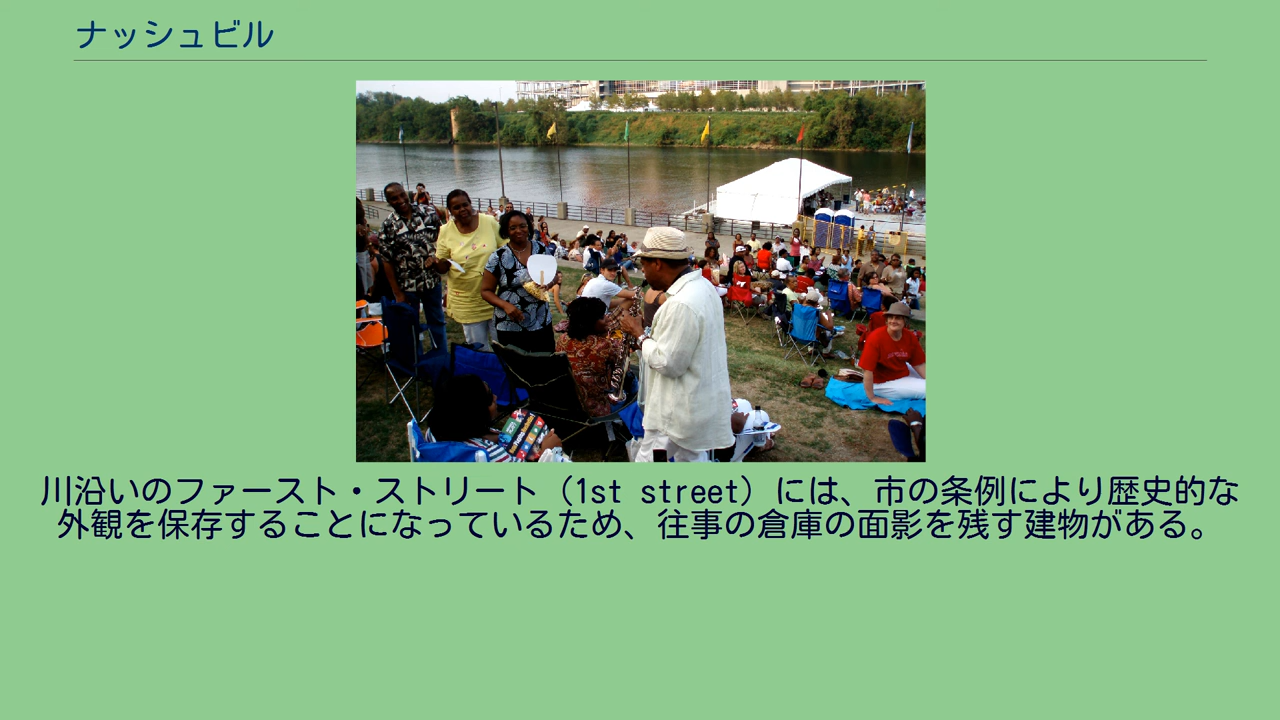 ナッシュビル
川沿いのファースト・ストリート（1st street）には、市の条例により歴史的な
外観を保存することになっているため、往事の倉庫の面影を残す建物がある。